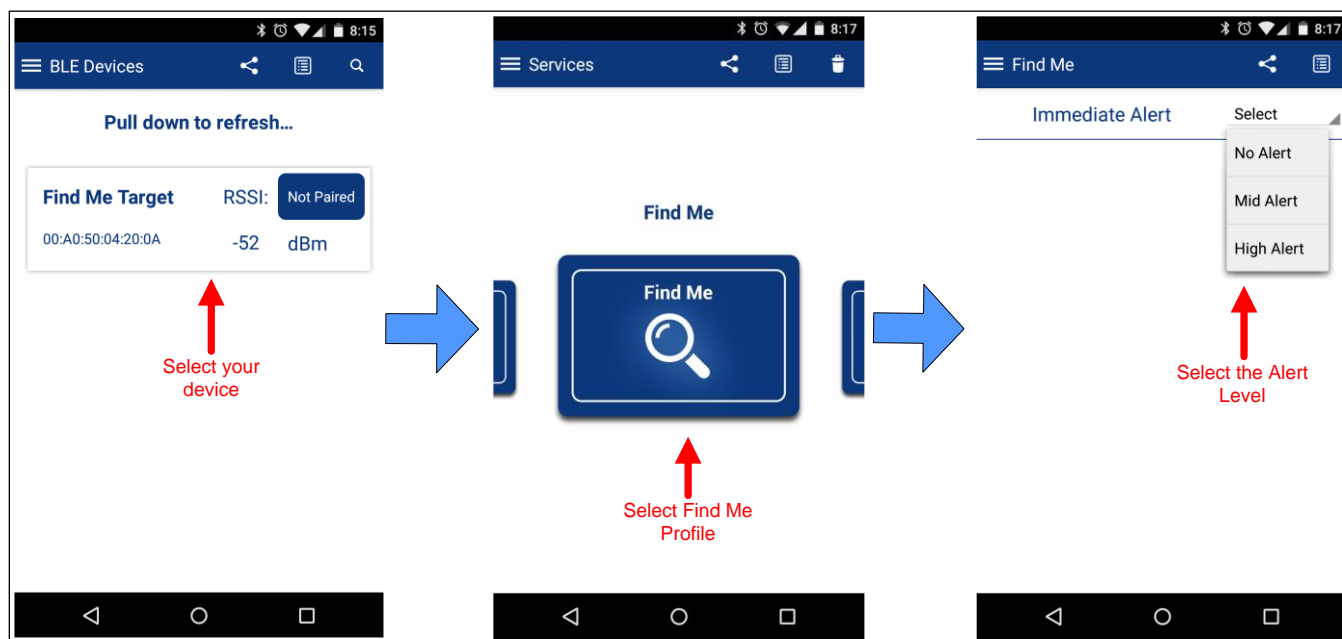 8:15
BLE Devices
Pull down to refresh...
Find Me Target RSSI: Not Paired
00:A0:50:04:20:0A -52 dBm
Select your
device
8:17
Services
Find Me
Find Me
Select Find Me
Profile
8:17
Find Me
Immediate Alert Select
No Alert
Mid Alert
High Alert
Select the Alert
Level